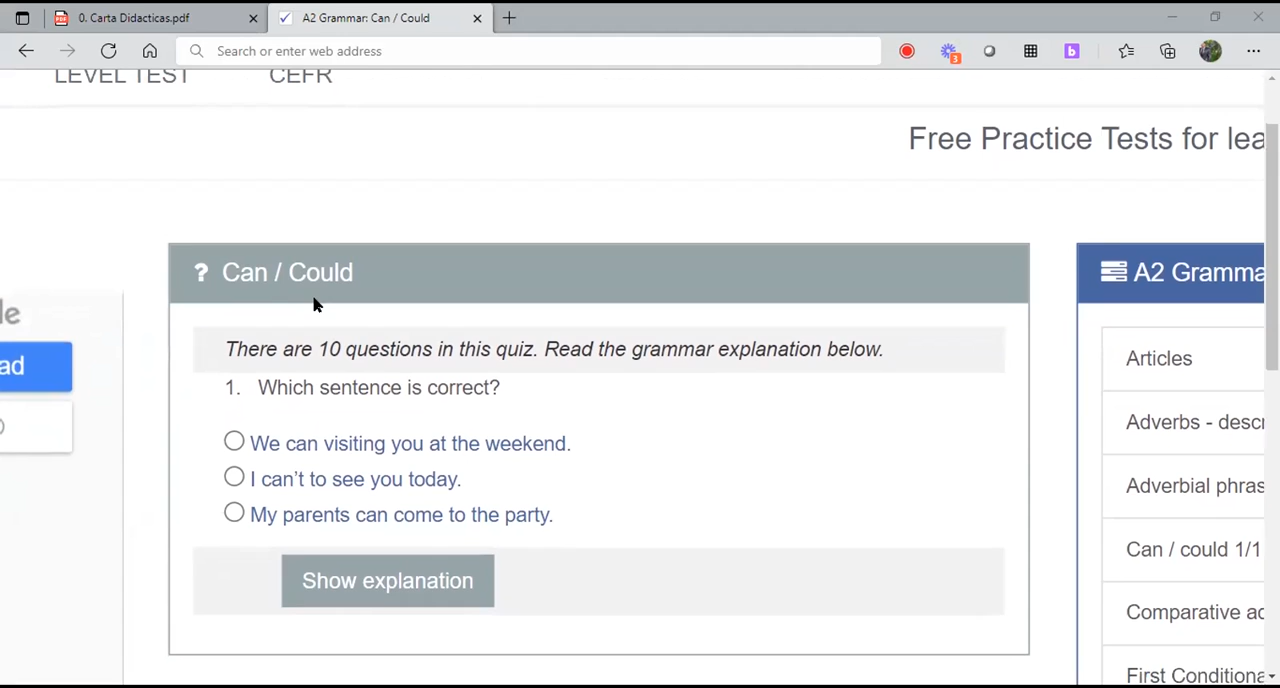 0. Carta Didacticas.pdf
A2 Grammar: Can / Could
Search or enter web address
3
b
LEVEL TEST CEFR
Free Practice Tests for lea
? Can / Could
There are 10 questions in this quiz. Read the grammar explanation below.
1. Which sentence is correct?
We can visiting you at the weekend.
I can't to see you today.
My parents can come to the party.
Show explanation
le
ad
A2 Gramma
Articles
Adverbs - descr
Adverbial phras
Can / could 1/1
Comparative ad
First Conditiona